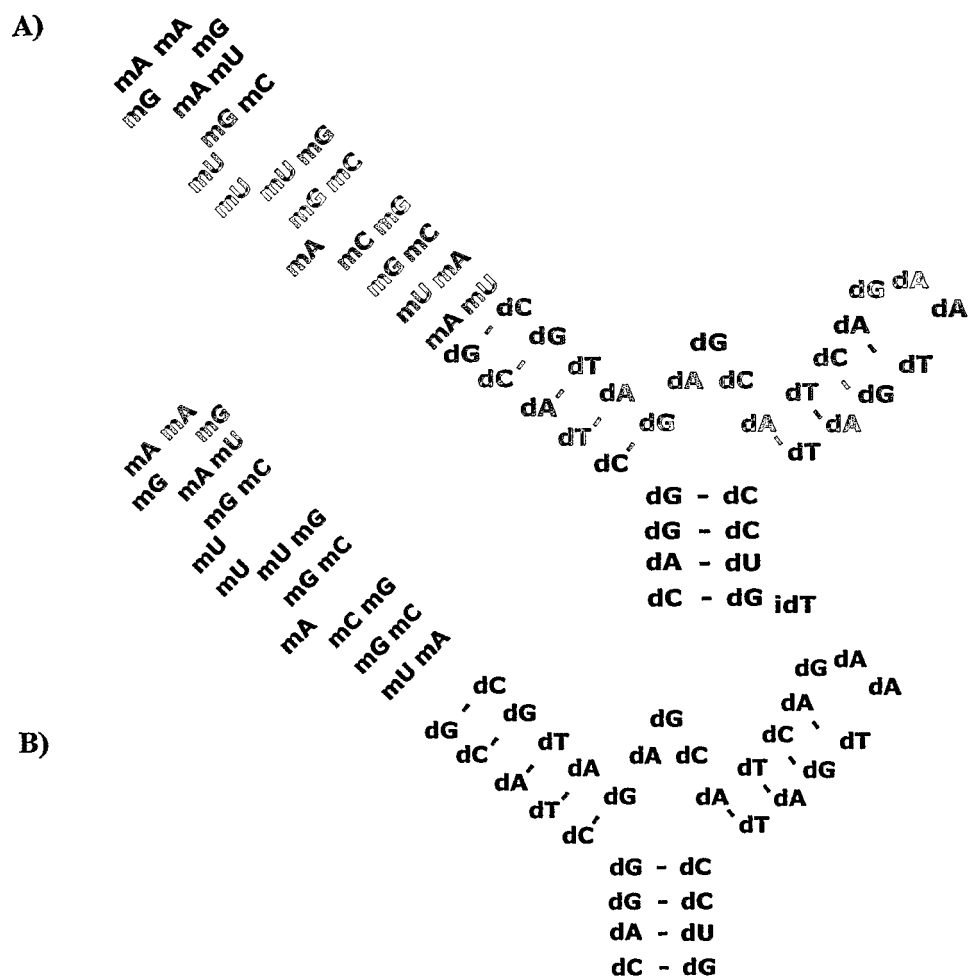 A)
mA mA mG
mG mA mU
mG mC
mU
mU mU mG
mG mC
mA mC mG
mG mC
mU mA
mA mU
dG - dC
dC - dG
dA - dT
dT - dA
dC - dG
dA dG dC
dA - dT
dT - dA
dC - dG
dA - dT
dG dA dA
dG - dC
dG - dC
dA - dU
dC - dG idT
B)
mA mA mG
mG mA mU
mG mC
mU
mU mU mG
mG mC
mA mC mG
mG mC
mU mA
dG - dC
dC - dG
dA - dT
dT - dA
dC - dG
dA dG dC
dA - dT
dT - dA
dC - dG
dA - dT
dG dA dA
dG - dC
dG - dC
dA - dU
dC - dG